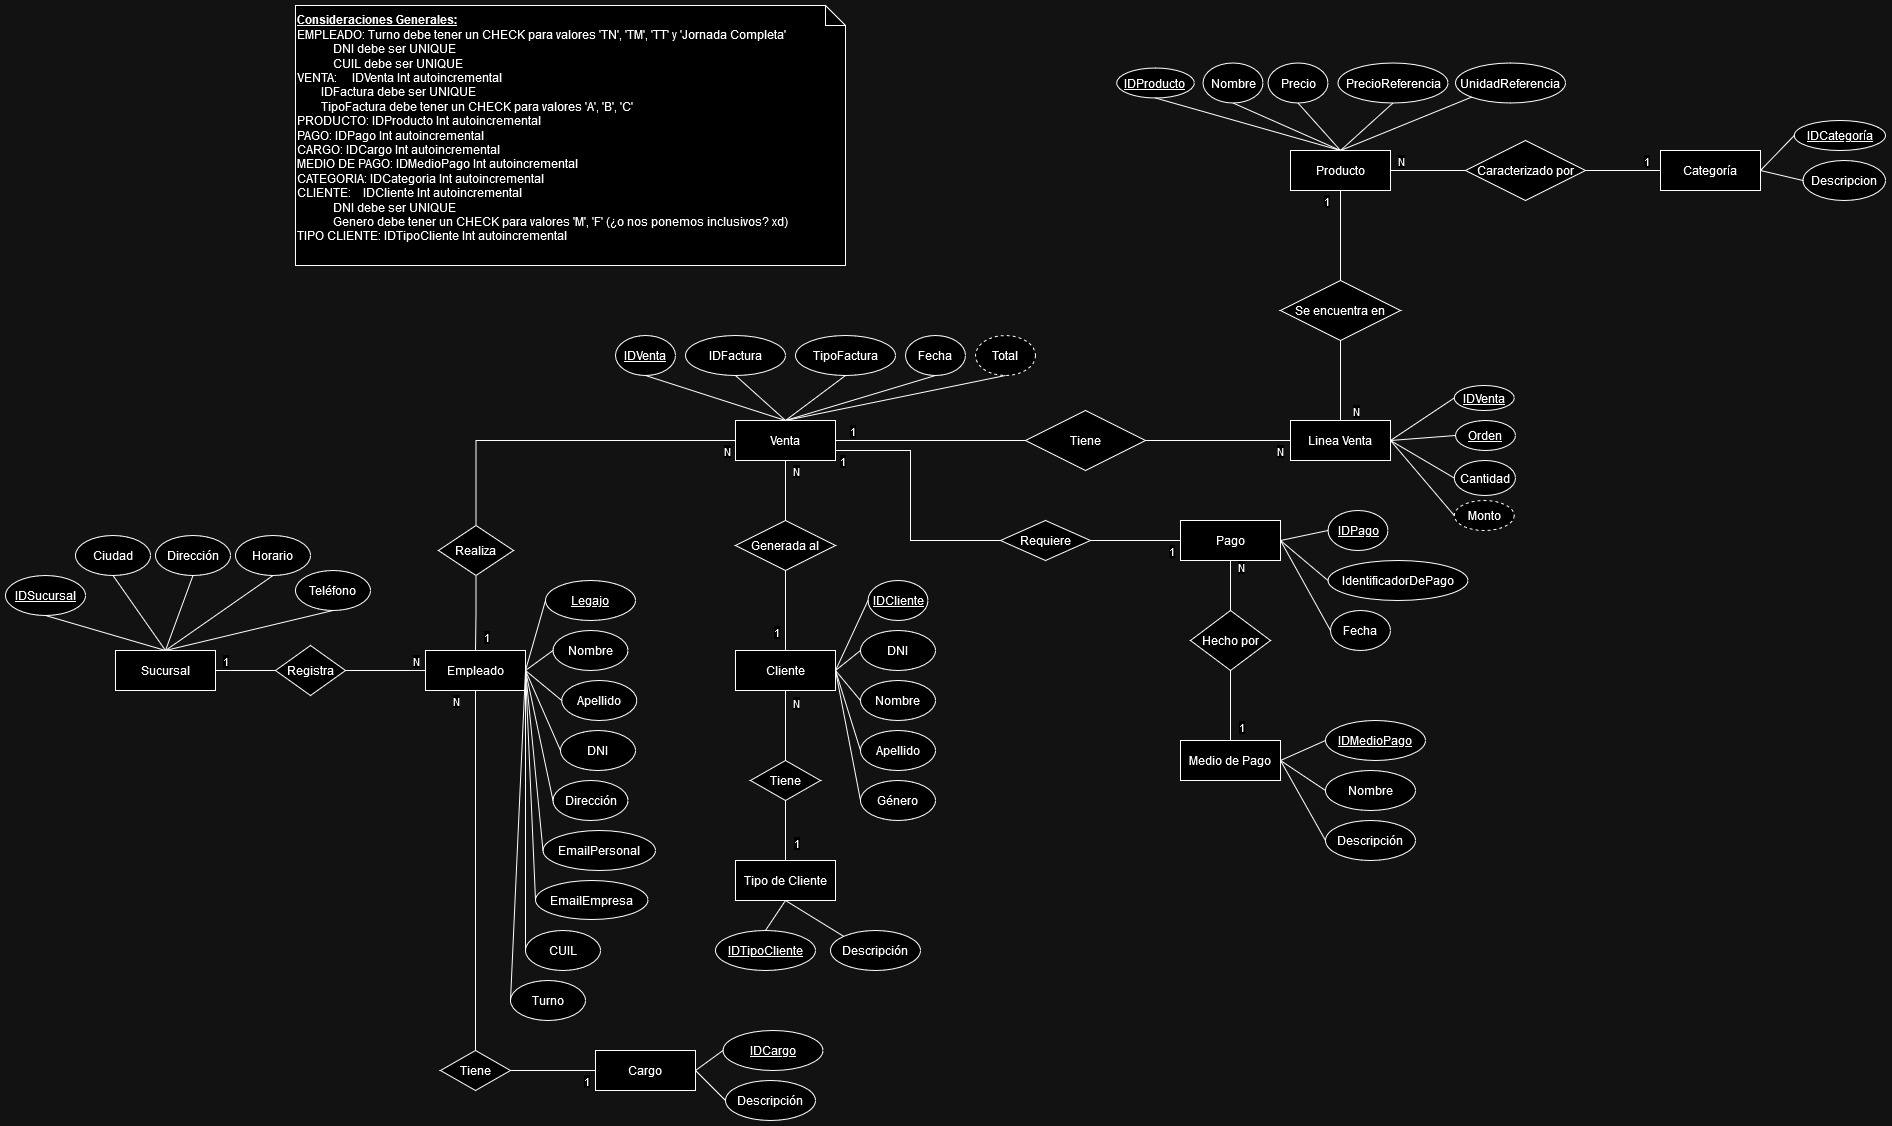 Consideraciones Generales:
EMPLEADO: Turno debe tener un CHECK para valores 'TN', 'TM', 'TT' y 'Jornada Completa'
DNI debe ser UNIQUE
CUIL debe ser UNIQUE
VENTA: IDVenta Int autoincremental
IDFactura debe ser UNIQUE
TipoFactura debe tener un CHECK para valores 'A', 'B', 'C'
PRODUCTO: IDProducto Int autoincremental
PAGO: IDPago Int autoincremental
CARGO: IDCargo Int autoincremental
MEDIO DE PAGO: IDMedioPago Int autoincremental
CATEGORIA: IDCategoria Int autoincremental
CLIENTE: IDCliente Int autoincremental
DNI debe ser UNIQUE
Genero debe tener un CHECK para valores 'M', 'F' (¿o nos ponemos inclusivos? xd)
TIPO CLIENTE: IDTipoCliente Int autoincremental
IDProducto
Nombre
Precio
PrecioReferencia
UnidadReferencia
Producto
N
Caracterizado por
1
Categoría
IDCategoría
Descripcion
1
Se encuentra en
N
IDVenta
IDFactura
TipoFactura
Fecha
Total
Venta
N
1
1
N
Tiene
N
Linea Venta
IDVenta
Orden
Cantidad
Monto
Realiza
1
Generada al
1
Requiere
1
Pago
N
IDPago
IdentificadorDePago
Fecha
Hecho por
1
Medio de Pago
IDMedioPago
Nombre
Descripción
IDSucursal
Ciudad
Dirección
Horario
Teléfono
Sucursal
1
Registra
N
Empleado
N
Legajo
Nombre
Apellido
DNI
Dirección
EmailPersonal
EmailEmpresa
CUIL
Turno
Cliente
N
IDCliente
DNI
Nombre
Apellido
Género
Tiene
1
Tipo de Cliente
IDTipoCliente
Descripción
Tiene
1
Cargo
IDCargo
Descripción